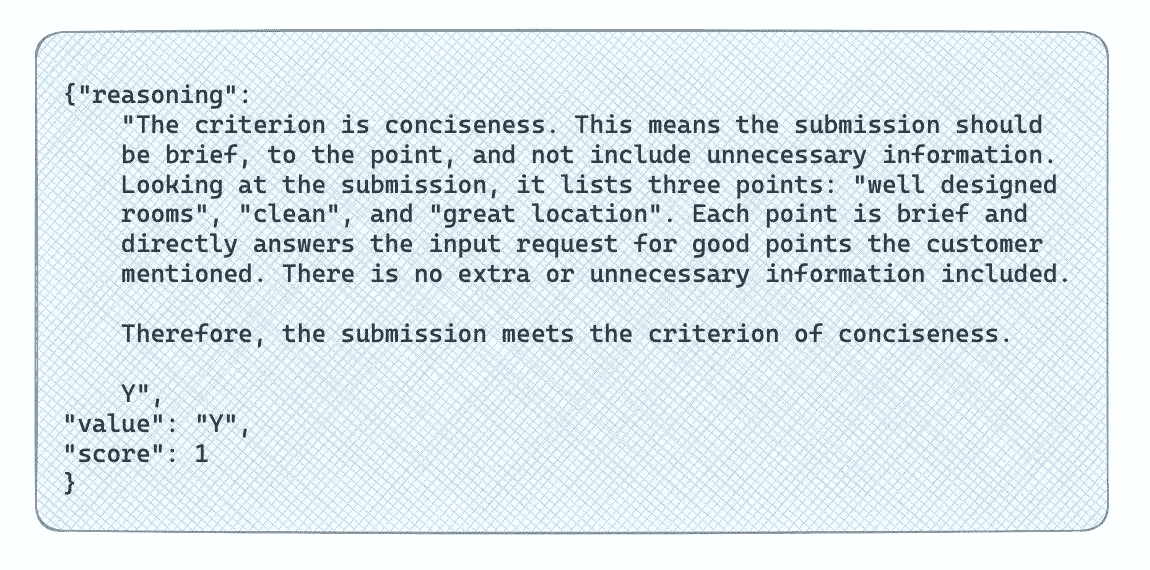 {"reasoning":
"The criterion is conciseness. This means the submission should
be brief, to the point, and not include unnecessary information.
Looking at the submission, it lists three points: "well designed
rooms", "clean", and "great location". Each point is brief and
directly answers the input request for good points the customer
mentioned. There is no extra or unnecessary information included.
Therefore, the submission meets the criterion of conciseness.
Y",
"value": "Y",
"score": 1
}